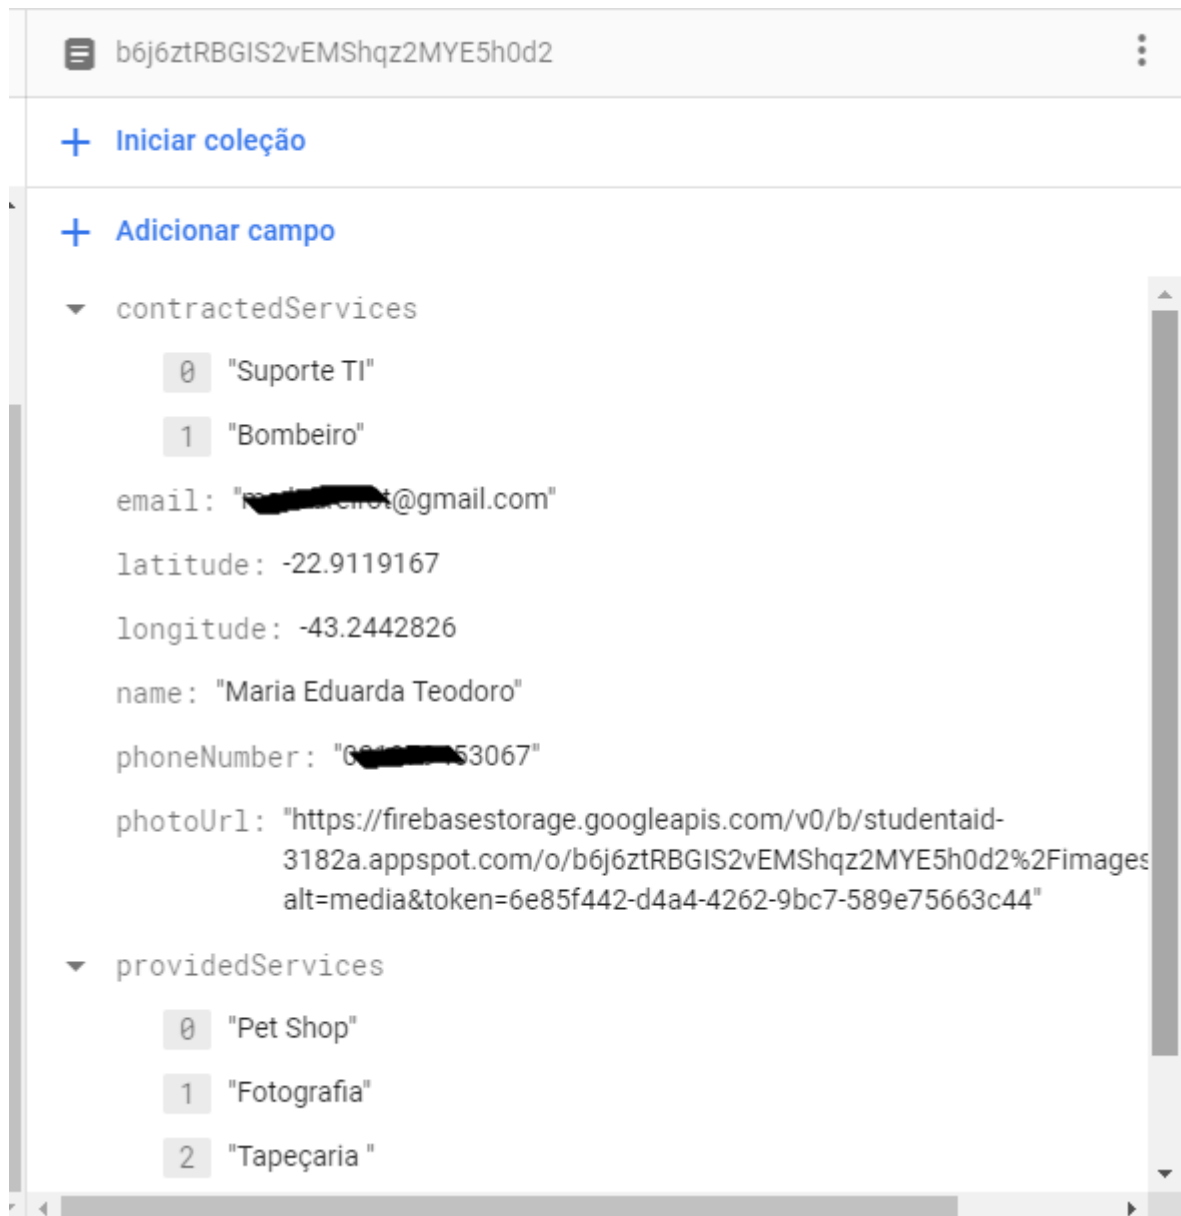 b6j6ztRBGIS2vEMShqz2MYE5h0d2
+ Iniciar coleção
+ Adicionar campo
contractedServices
0 "Suporte TI"
1 "Bombeiro"
email: @gmail.com"
latitude: -22.9119167
longitude: -43.2442826
name: "Maria Eduarda Teodoro"
phoneNumber: 53067"
photoUrl: "https://firebasestorage.googleapis.com/v0/b/studentaid-
3182a.appspot.com/o/b6j6ztRBGIS2vEMShqz2MYE5h0d2%2Fimages
alt=media&token=6e85f442-d4a4-4262-9bc7-589e75663c44"
providedServices
0 "Pet Shop"
1 "Fotografia"
2 "Tapeçaria "